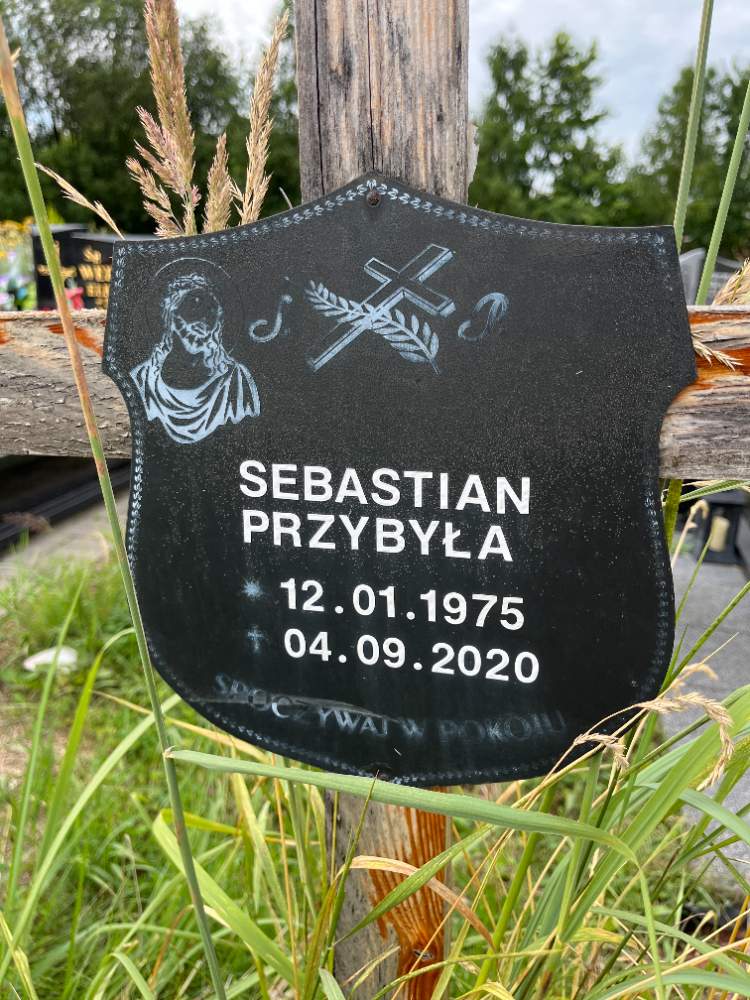 Ś. P.
SEBASTIAN
PRZYBYŁA
* 12.01.1975
✝ 04.09.2020
SPOCZYWAJ W POKOJU